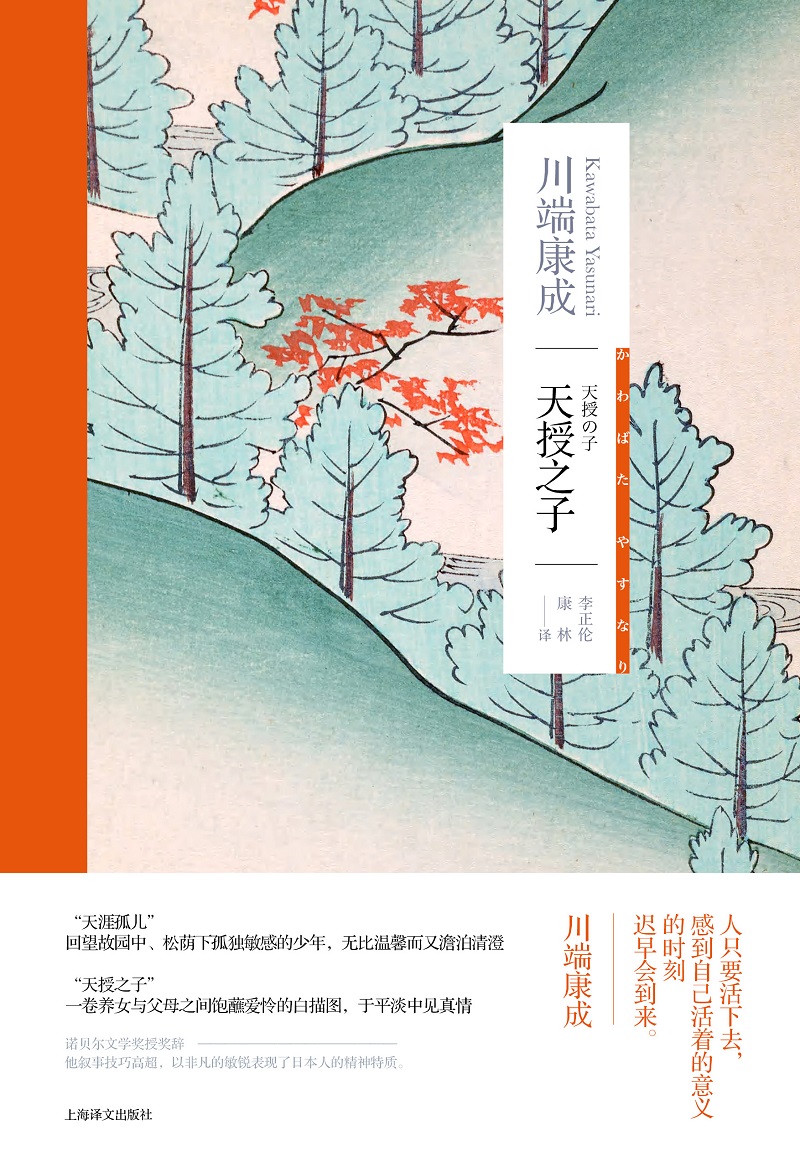 川端康成
Kawabata Yasunari
かわばた やすなり
天授の子
天授之子
李正伦
康林
——译
“天涯孤儿”
回望故园中、松荫下孤独敏感的少年，无比温馨而又澹泊清澄
“天授之子”
一卷养女与父母之间饱蘸爱怜的白描图，于平淡中见真情
诺贝尔文学奖授奖辞 ——
他叙事技巧高超，以非凡的敏锐表现了日本人的精神特质。
上海译文出版社
人只要活下去，
感到自己活着的意义
的时刻
迟早会到来。
川端康成